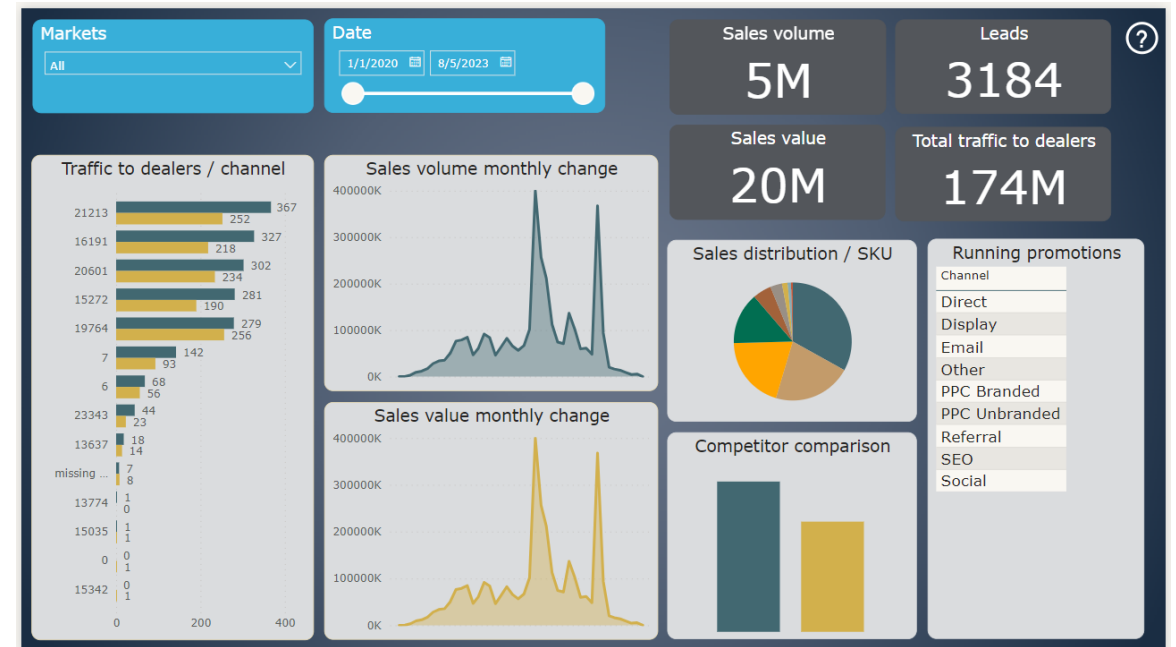 Markets
All
Date
1/1/2020
8/5/2023
Sales volume
5M
Leads
3184
?
Sales value
20M
Total traffic to dealers
174M
Traffic to dealers / channel
21213 367
252
16191 327
218
20601 302
234
15272 281
190
19764 279
256
7 142
93
6 68
56
23343 44
23
13637 18
14
missing ... 7
8
13774 1
0
15035 1
1
0 0
1
15342 0
1
0 200 400
Sales volume monthly change
400000K
300000K
200000K
100000K
0K
Sales value monthly change
400000K
300000K
200000K
100000K
0K
Sales distribution / SKU
Competitor comparison
Running promotions
Channel
Direct
Display
Email
Other
PPC Branded
PPC Unbranded
Referral
SEO
Social